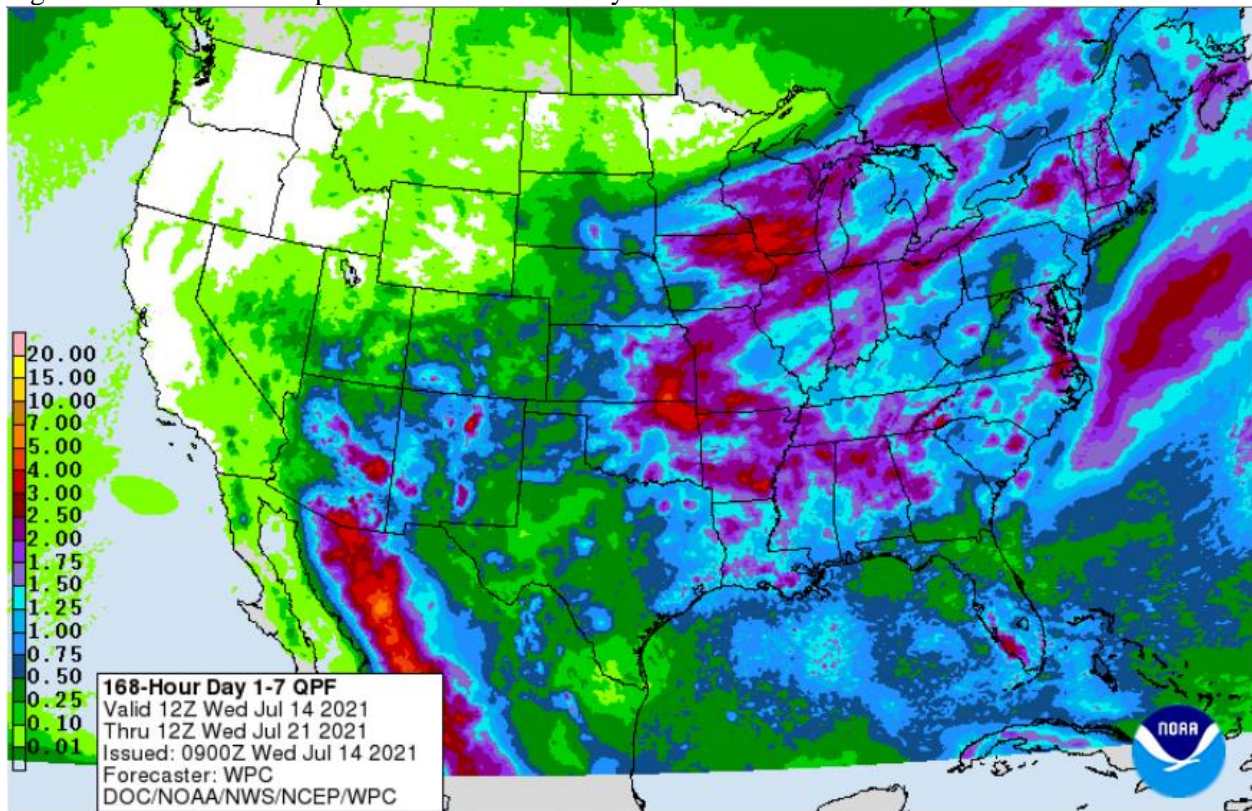 20.00
15.00
10.00
7.00
5.00
4.00
3.00
2.50
2.00
1.75
1.50
1.25
1.00
0.75
0.50
0.25
0.10
0.01
168-Hour Day 1-7 QPF
Valid 12Z Wed Jul 14 2021
Thru 12Z Wed Jul 21 2021
Issued: 0900Z Wed Jul 14 2021
Forecaster: WPC
DOC/NOAA/NWS/NCEP/WPC
NOAA